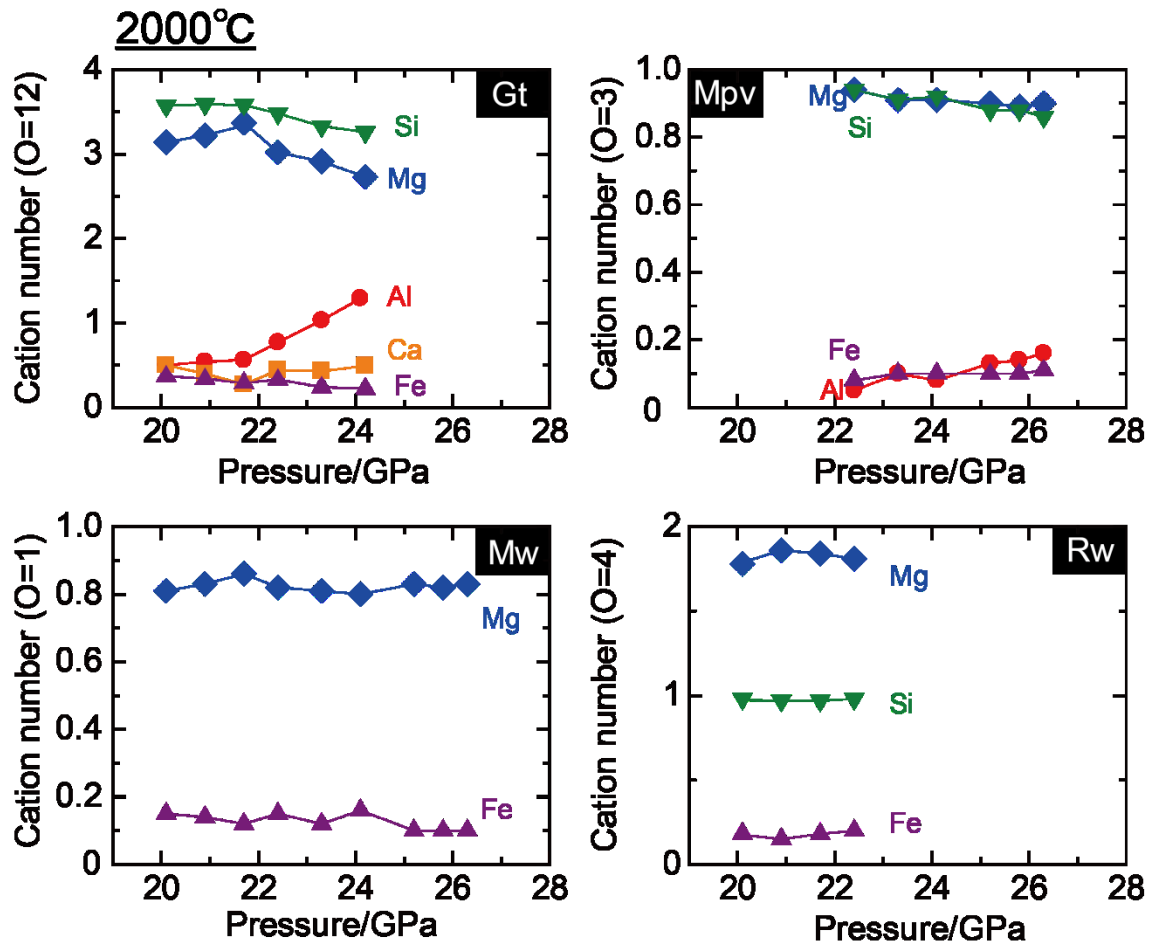 2000°C
Cation number (O=12)
4
3
2
1
0
Gt
Si
Mg
Al
Ca
Fe
20 22 24 26 28
Pressure/GPa
Cation number (O=3)
1.0
0.8
0.6
0.4
0.2
0
Mpv
Mg
Si
Fe
Al
20 22 24 26 28
Pressure/GPa
Cation number (O=1)
1.0
0.8
0.6
0.4
0.2
0
Mw
Mg
Fe
20 22 24 26 28
Pressure/GPa
Cation number (O=4)
2
1
0
Rw
Mg
Si
Fe
20 22 24 26 28
Pressure/GPa